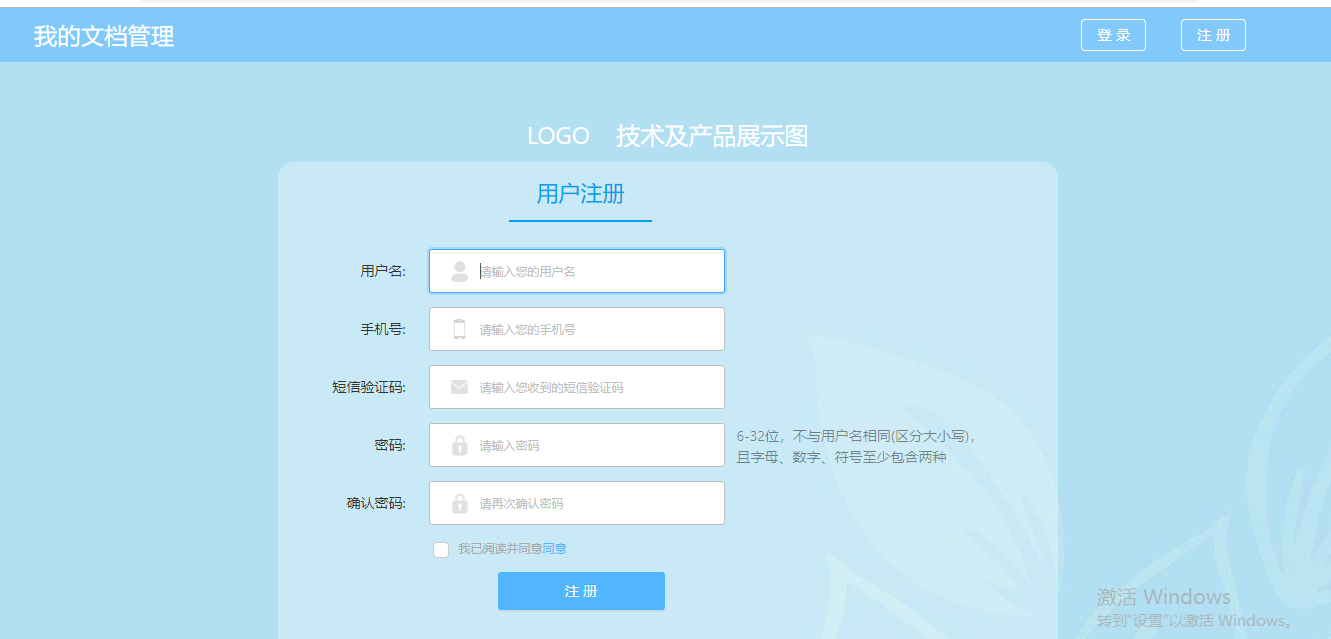 我的文档管理
登 录
注 册
LOGO 技术及产品展示图
用户注册
用户名:
请输入您的用户名
手机号:
请输入您的手机号
短信验证码:
请输入您收到的短信验证码
密码:
请输入密码
6-32位，不与用户名相同(区分大小写)，
且字母、数字、符号至少包含两种
确认密码:
请再次确认密码
我已阅读并同意同意
注 册
激活 Windows
转到"设置"以激活 Windows。